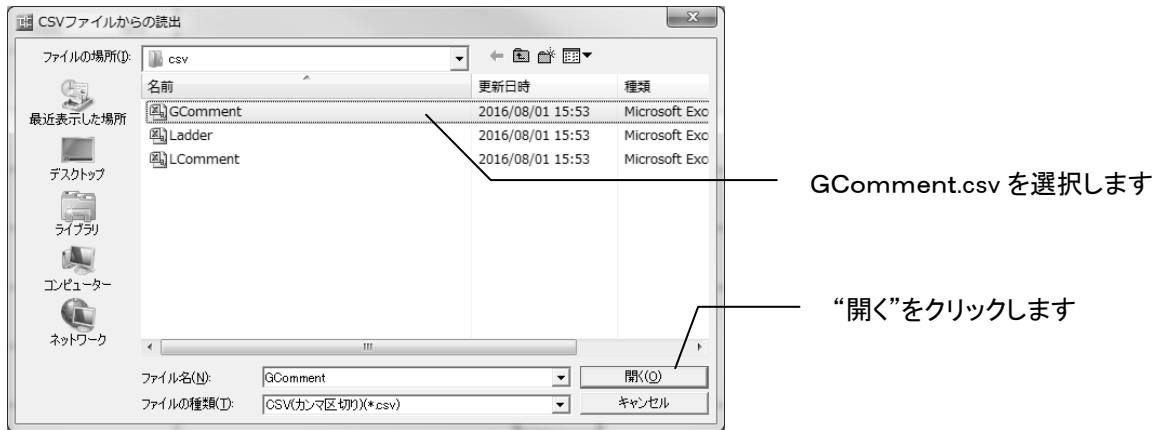 CSVファイルからの読出
ファイルの場所(I):
csv
名前
更新日時
種類
最近表示した場所
GComment
2016/08/01 15:53
Microsoft Exc
Ladder
2016/08/01 15:53
Microsoft Exc
LComment
2016/08/01 15:53
Microsoft Exc
デスクトップ
ライブラリ
コンピューター
ネットワーク
GComment.csv を選択します
“開く”をクリックします
ファイル名(N):
GComment
開く(O)
ファイルの種類(T):
CSV(カンマ区切り)(*.csv)
キャンセル